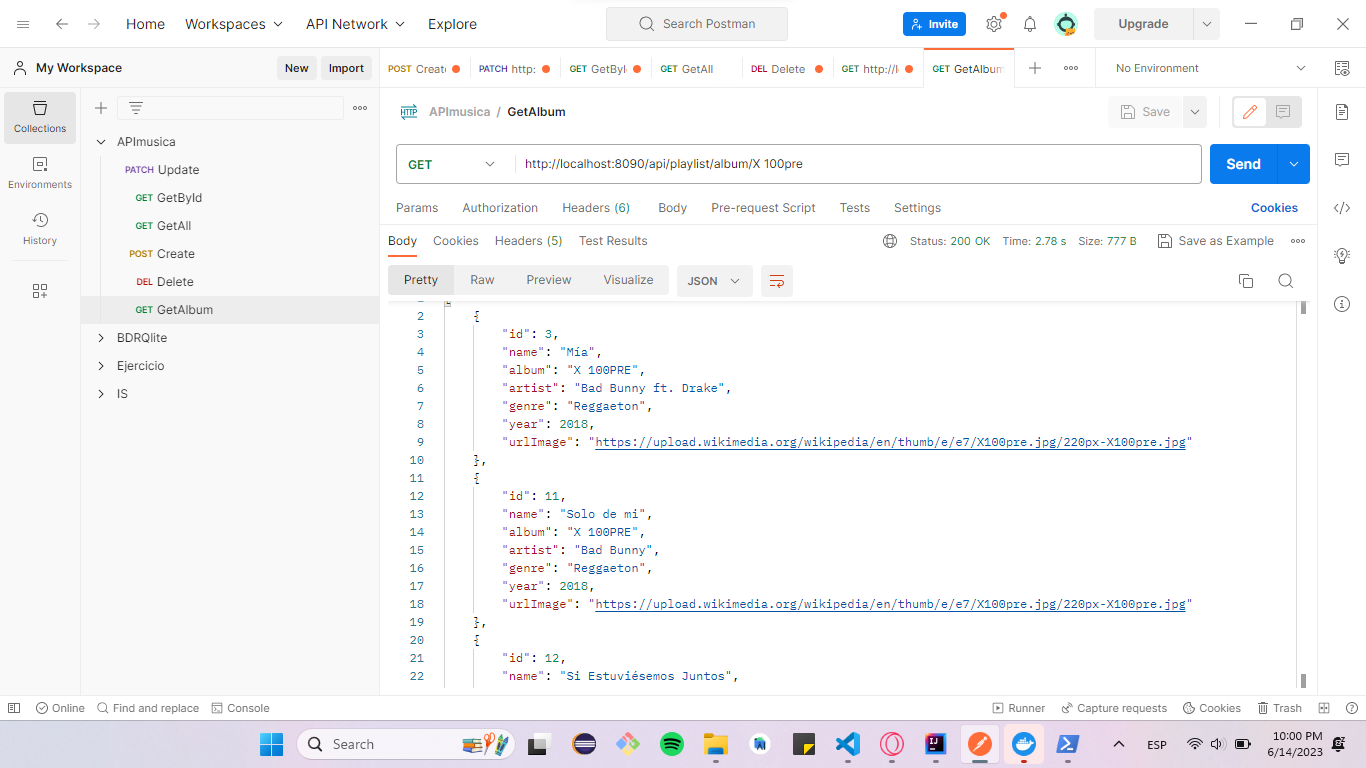 Home Workspaces API Network Explore Search Postman Invite Upgrade
My Workspace New Import POST Create PATCH http: GET GetById GET GetAll DEL Delete GET http://l GET GetAlbum No Environment
Collections
Environments
History
APImusica
PATCH Update
GET GetById
GET GetAll
POST Create
DEL Delete
GET GetAlbum
BDRQlite
Ejercicio
IS
HTTP APImusica / GetAlbum Save
GET http://localhost:8090/api/playlist/album/X 100pre Send
Params Authorization Headers (6) Body Pre-request Script Tests Settings Cookies
Body Cookies Headers (5) Test Results Status: 200 OK Time: 2.78 s Size: 777 B Save as Example
Pretty Raw Preview Visualize JSON
2 {
3 "id": 3,
4 "name": "Mía",
5 "album": "X 100PRE",
6 "artist": "Bad Bunny ft. Drake",
7 "genre": "Reggaeton",
8 "year": 2018,
9 "urlImage": "https://upload.wikimedia.org/wikipedia/en/thumb/e/e7/X100pre.jpg/220px-X100pre.jpg"
10 },
11 {
12 "id": 11,
13 "name": "Solo de mi",
14 "album": "X 100PRE",
15 "artist": "Bad Bunny",
16 "genre": "Reggaeton",
17 "year": 2018,
18 "urlImage": "https://upload.wikimedia.org/wikipedia/en/thumb/e/e7/X100pre.jpg/220px-X100pre.jpg"
19 },
20 {
21 "id": 12,
22 "name": "Si Estuviésemos Juntos",
Online Find and replace Console Runner Capture requests Cookies Trash
Search ESP 10:00 PM
6/14/2023